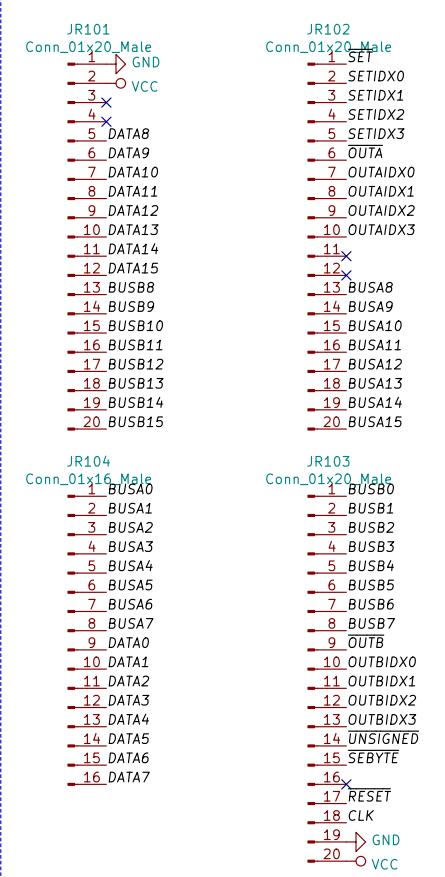 JR101
Conn_01x20_Male
1 GND
2 VCC
3
4
5 DATA8
6 DATA9
7 DATA10
8 DATA11
9 DATA12
10 DATA13
11 DATA14
12 DATA15
13 BUSB8
14 BUSB9
15 BUSB10
16 BUSB11
17 BUSB12
18 BUSB13
19 BUSB14
20 BUSB15
JR102
Conn_01x20_Male
1 SET
2 SETIDX0
3 SETIDX1
4 SETIDX2
5 SETIDX3
6 OUTA
7 OUTAIDX0
8 OUTAIDX1
9 OUTAIDX2
10 OUTAIDX3
11
12
13 BUSA8
14 BUSA9
15 BUSA10
16 BUSA11
17 BUSA12
18 BUSA13
19 BUSA14
20 BUSA15
JR104
Conn_01x16_Male
1 BUSA0
2 BUSA1
3 BUSA2
4 BUSA3
5 BUSA4
6 BUSA5
7 BUSA6
8 BUSA7
9 DATA0
10 DATA1
11 DATA2
12 DATA3
13 DATA4
14 DATA5
15 DATA6
16 DATA7
JR103
Conn_01x20_Male
1 BUSB0
2 BUSB1
3 BUSB2
4 BUSB3
5 BUSB4
6 BUSB5
7 BUSB6
8 BUSB7
9 OUTB
10 OUTBIDX0
11 OUTBIDX1
12 OUTBIDX2
13 OUTBIDX3
14 UNSIGNED
15 SEBYTE
16
17 RESET
18 CLK
19 GND
20 VCC